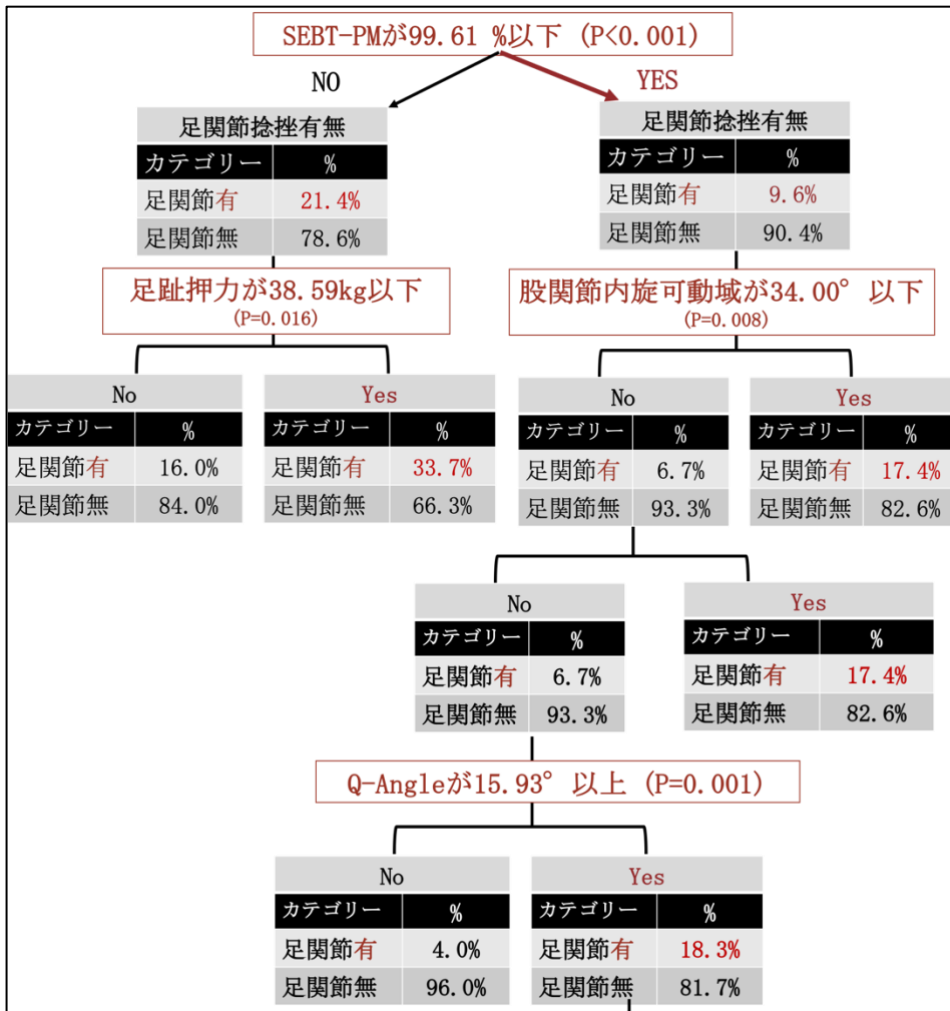 SEBT-PMが99.61 %以下 (P<0.001)
NO
YES
足関節捻挫有無
カテゴリー %
足関節有 21.4%
足関節無 78.6%
足関節捻挫有無
カテゴリー %
足関節有 9.6%
足関節無 90.4%
足趾押力が38.59kg以下
(P=0.016)
股関節内旋可動域が34.00° 以下
(P=0.008)
No
カテゴリー %
足関節有 16.0%
足関節無 84.0%
Yes
カテゴリー %
足関節有 33.7%
足関節無 66.3%
No
カテゴリー %
足関節有 6.7%
足関節無 93.3%
Yes
カテゴリー %
足関節有 17.4%
足関節無 82.6%
No
カテゴリー %
足関節有 6.7%
足関節無 93.3%
Yes
カテゴリー %
足関節有 17.4%
足関節無 82.6%
Q-Angleが15.93° 以上 (P=0.001)
No
カテゴリー %
足関節有 4.0%
足関節無 96.0%
Yes
カテゴリー %
足関節有 18.3%
足関節無 81.7%